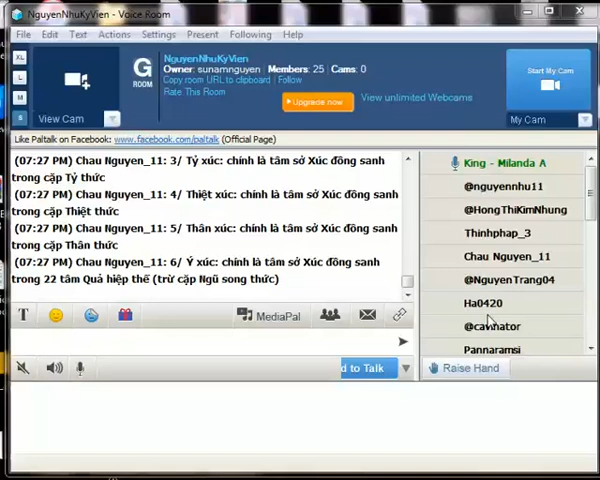 NguyenNhuKyVien - Voice Room
File Edit Text Actions Settings Present Following Help
XL
L
M
S
View Cam
G
ROOM
NguyenNhuKyVien
Owner: sunamnguyen Members: 25 Cams: 0
Copy room URL to clipboard Follow
Rate This Room
Upgrade now
View unlimited Webcams
Start My Cam
My Cam
Like Paltalk on Facebook: www.facebook.com/paltalk (Official Page)
(07:27 PM) Chau Nguyen_11: 3/ Tỷ xúc: chính là tâm sở Xúc đồng sanh
trong cặp Tỷ thức
(07:27 PM) Chau Nguyen_11: 4/ Thiệt xúc: chính là tâm sở Xúc đồng sanh
trong cặp Thiệt thức
(07:27 PM) Chau Nguyen_11: 5/ Thân xúc: chính là tâm sở Xúc đồng sanh
trong cặp Thân thức
(07:27 PM) Chau Nguyen_11: 6/ Ý xúc: chính là tâm sở Xúc đồng sanh
trong 22 tâm Quả hiệp thế (trừ cặp Ngũ song thức)
King - Milanda A
@nguyennhu11
@HongThiKimNhung
Thinhphap_3
Chau Nguyen_11
@NguyenTrang04
Ha0420
Pannaramsi
T
MediaPal
d to Talk
Raise Hand